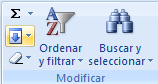 Σ
A
Z
Ordenar
y filtrar
Buscar y
seleccionar
Modificar